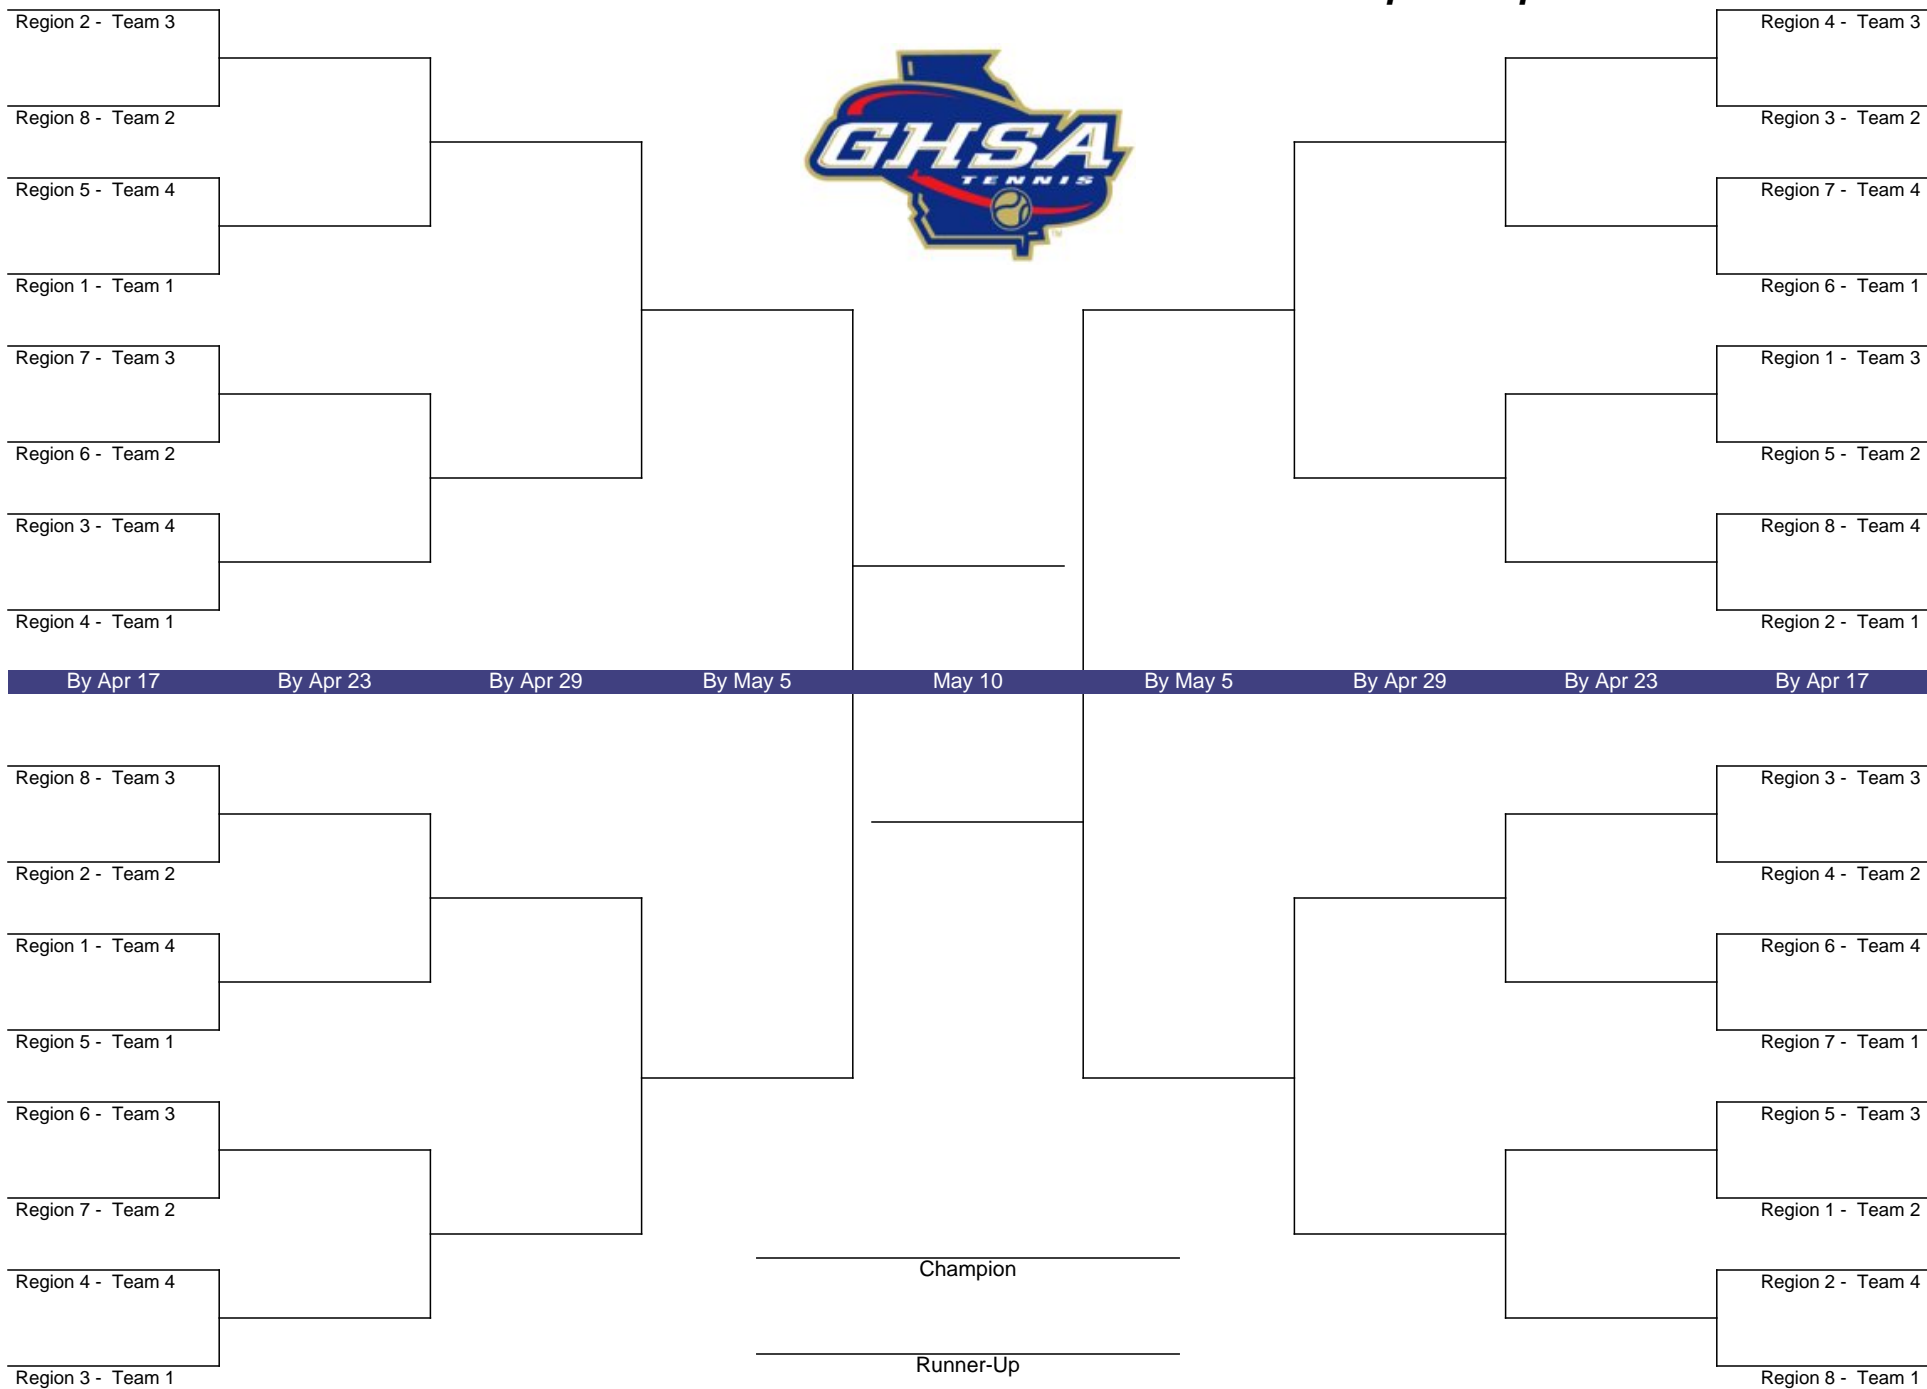 Region 2 - Team 3
Region 8 - Team 2
Region 5 - Team 4
Region 1 - Team 1
Region 7 - Team 3
Region 6 - Team 2
Region 3 - Team 4
Region 4 - Team 1
GHSA
TENNIS
TM
Region 4 - Team 3
Region 3 - Team 2
Region 7 - Team 4
Region 6 - Team 1
Region 1 - Team 3
Region 5 - Team 2
Region 8 - Team 4
Region 2 - Team 1
By Apr 17 By Apr 23 By Apr 29 By May 5 May 10 By May 5 By Apr 29 By Apr 23 By Apr 17
Region 8 - Team 3
Region 2 - Team 2
Region 1 - Team 4
Region 5 - Team 1
Region 6 - Team 3
Region 7 - Team 2
Region 4 - Team 4
Region 3 - Team 1
Champion
Runner-Up
Region 3 - Team 3
Region 4 - Team 2
Region 6 - Team 4
Region 7 - Team 1
Region 5 - Team 3
Region 1 - Team 2
Region 2 - Team 4
Region 8 - Team 1